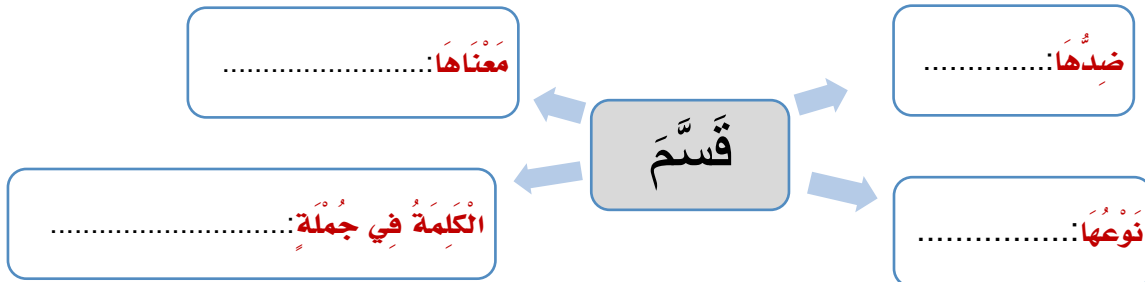 ضِدُّهَا:..............
مَعْنَاهَا:.........................
قَسَّمَ
نَوْعُهَا:................
الْكَلِمَةُ فِي جُمْلَةٍ:..............................